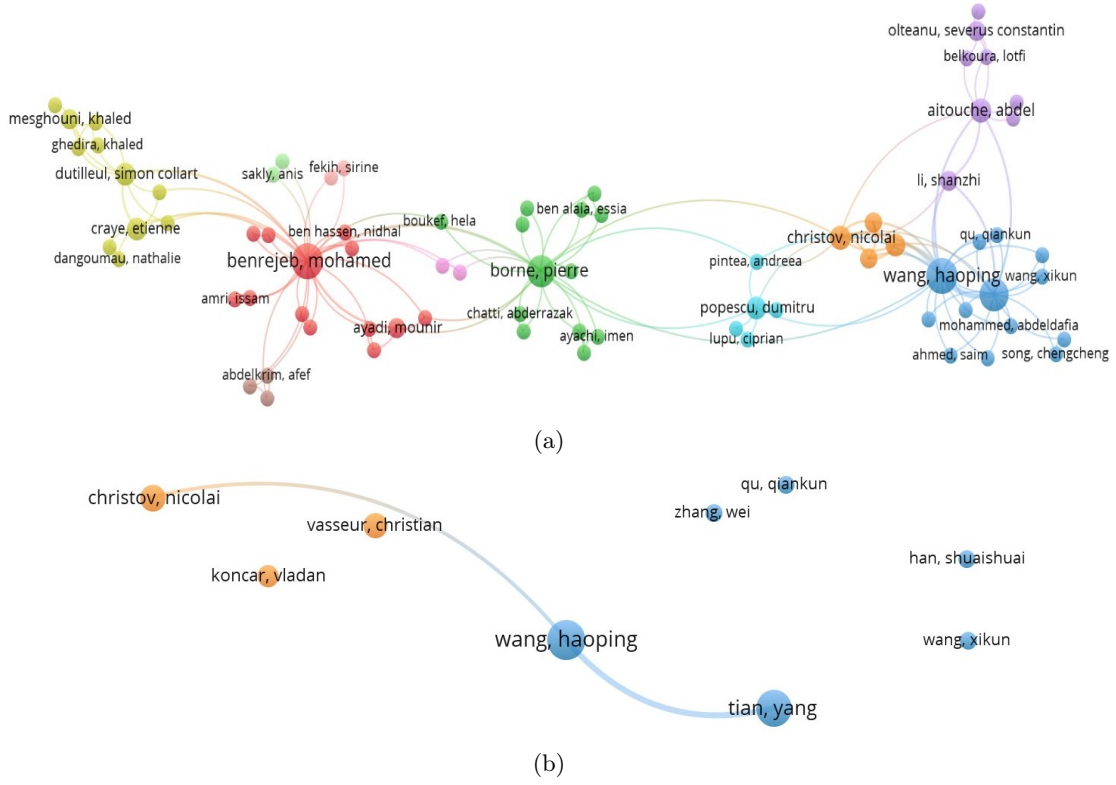 olteanu, severus constantin
belkoura, lotfi
mesghouni, khaled
aitouche, abdel
ghedira, khaled
dutilleul, simon collart
sakly, anis
fekih, sirine
li, shanzhi
boukef, hela
ben alaia, essia
craye, etienne
ben hassen, nidhal
christov, nicolai
qu, qiankun
dangoumau, nathalie
benrejeb, mohamed
borne, pierre
pintea, andreea
wang, haoping
wang, xikun
amri, issam
popescu, dumitru
chatti, abderrazak
ayadi, mounir
ayachi, imen
lupu, ciprian
mohammed, abdeldafia
ahmed, saim
song, chengcheng
abdelkrim, afef
(a)
christov, nicolai
qu, qiankun
zhang, wei
vasseur, christian
han, shuaishuai
koncar, vladan
wang, haoping
wang, xikun
tian, yang
(b)